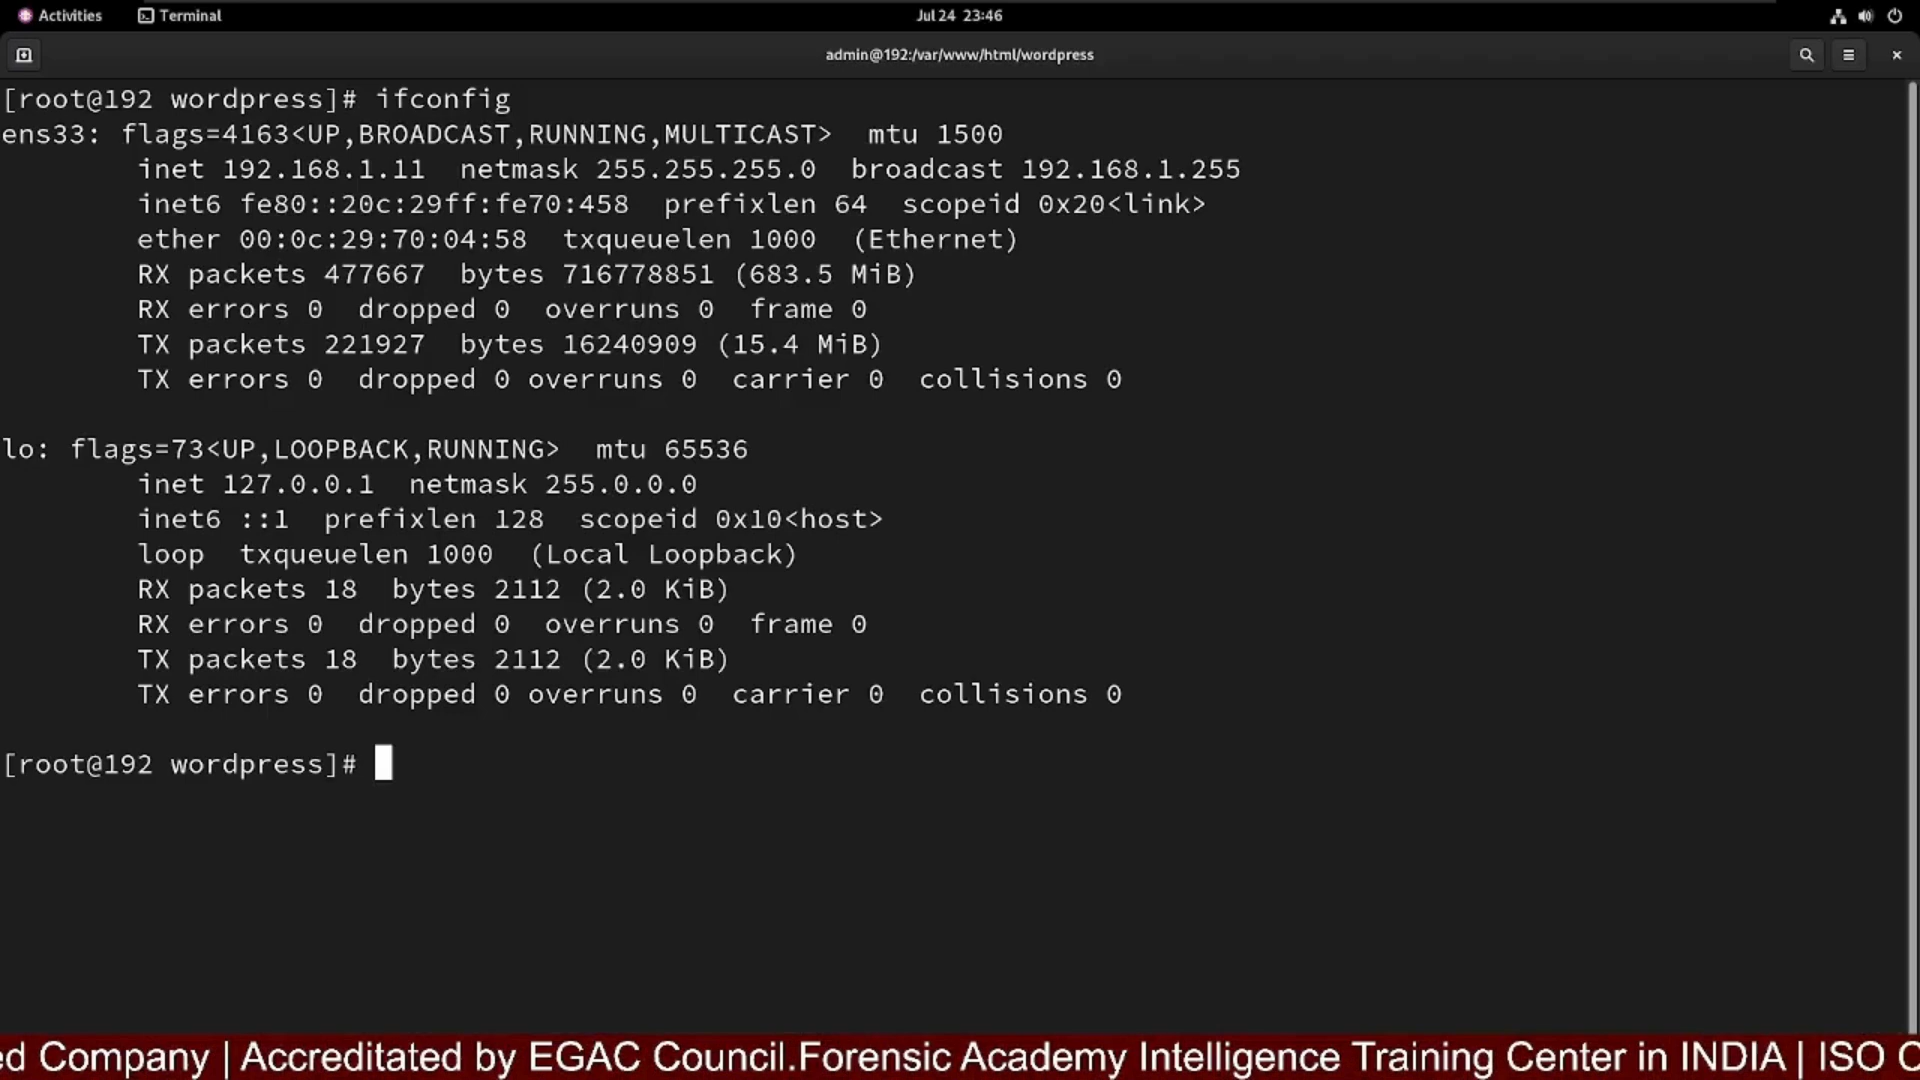 Activities Terminal Jul 24 23:46
admin@192:/var/www/html/wordpress
[root@192 wordpress]# ifconfig
ens33: flags=4163<UP,BROADCAST,RUNNING,MULTICAST>  mtu 1500
        inet 192.168.1.11  netmask 255.255.255.0  broadcast 192.168.1.255
        inet6 fe80::20c:29ff:fe70:458  prefixlen 64  scopeid 0x20<link>
        ether 00:0c:29:70:04:58  txqueuelen 1000  (Ethernet)
        RX packets 477667  bytes 716778851 (683.5 MiB)
        RX errors 0  dropped 0  overruns 0  frame 0
        TX packets 221927  bytes 16240909 (15.4 MiB)
        TX errors 0  dropped 0 overruns 0  carrier 0  collisions 0
lo: flags=73<UP,LOOPBACK,RUNNING>  mtu 65536
        inet 127.0.0.1  netmask 255.0.0.0
        inet6 ::1  prefixlen 128  scopeid 0x10<host>
        loop  txqueuelen 1000  (Local Loopback)
        RX packets 18  bytes 2112 (2.0 KiB)
        RX errors 0  dropped 0  overruns 0  frame 0
        TX packets 18  bytes 2112 (2.0 KiB)
        TX errors 0  dropped 0 overruns 0  carrier 0  collisions 0
[root@192 wordpress]#
ed Company | Accreditated by EGAC Council.Forensic Academy Intelligence Training Center in INDIA | ISO C